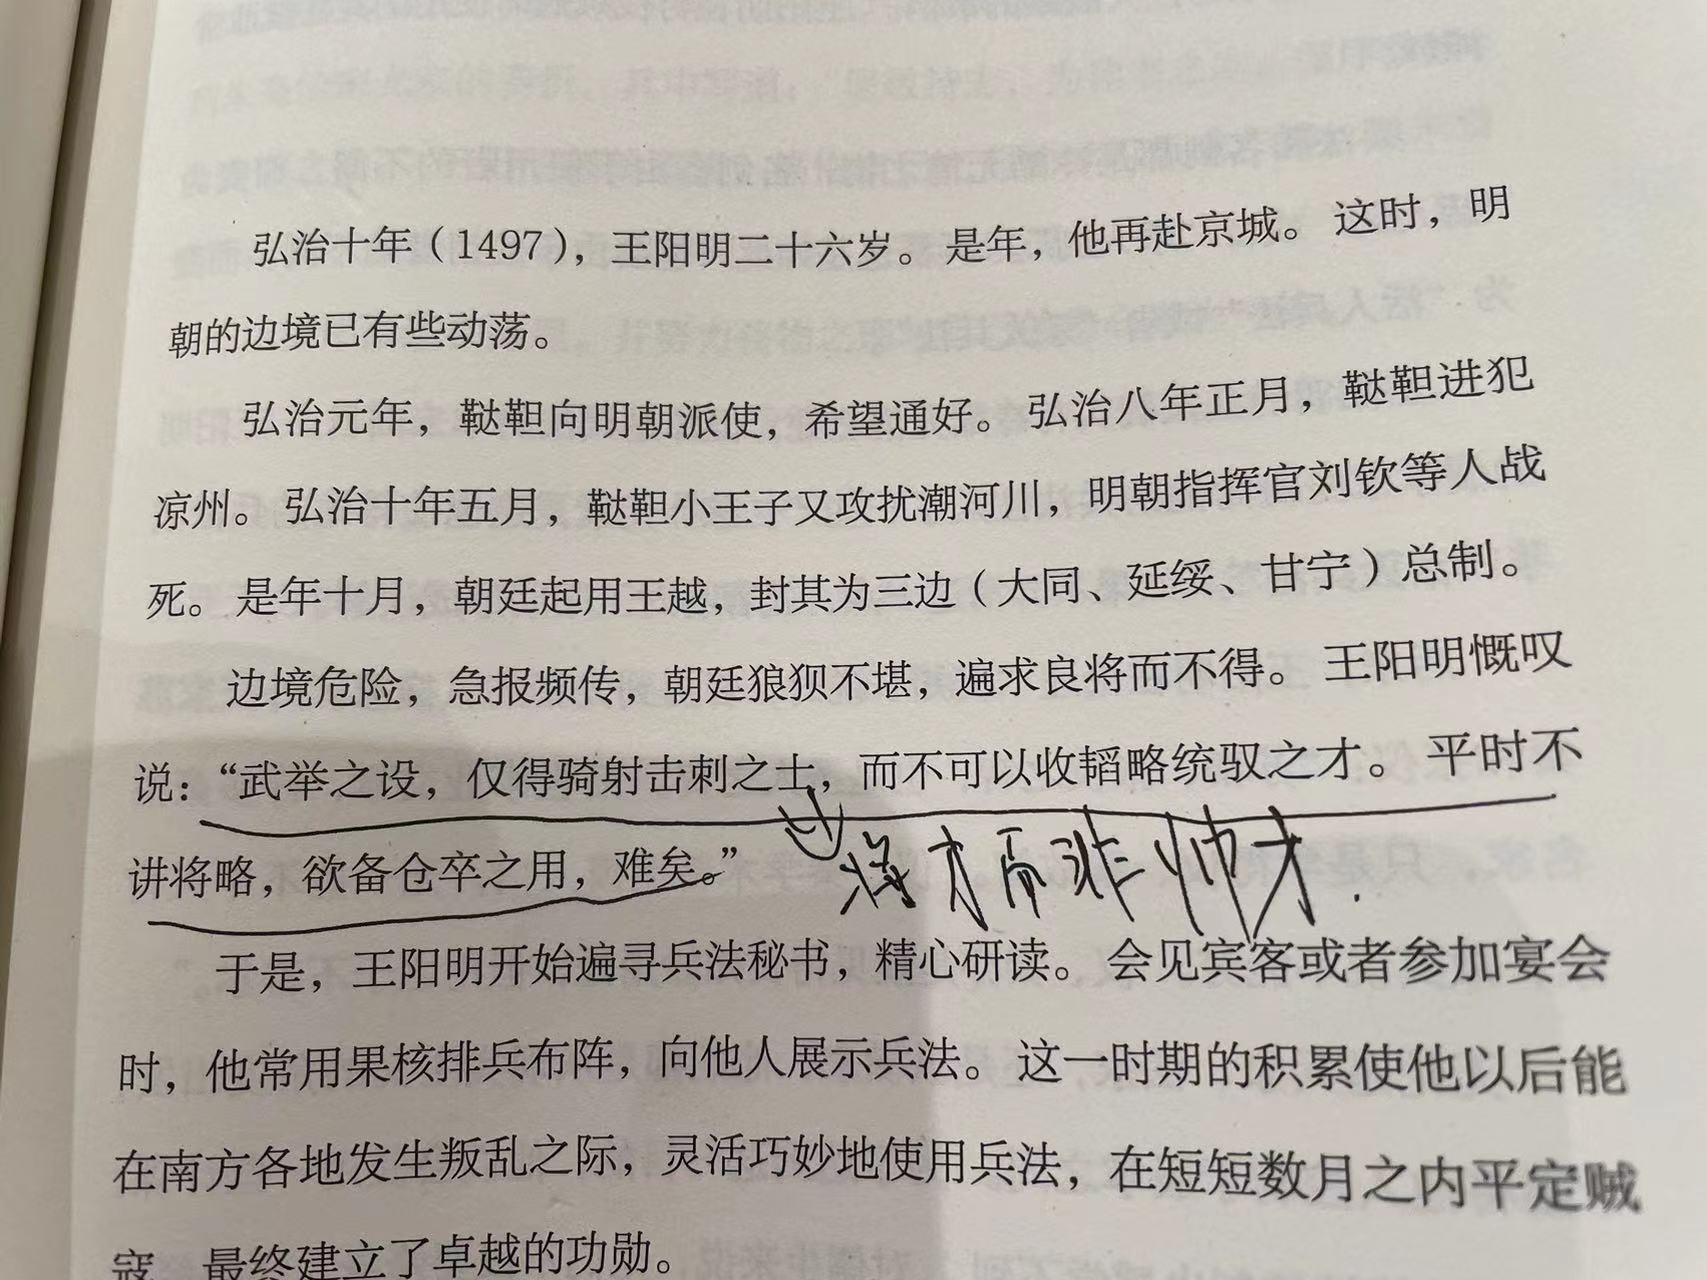 弘治十年（1497），王阳明二十六岁。是年，他再赴京城。这时，明
朝的边境已有些动荡。
弘治元年，鞑靼向明朝派使，希望通好。弘治八年正月，鞑靼进犯
凉州。弘治十年五月，鞑靼小王子又攻扰潮河川，明朝指挥官刘钦等人战
死。是年十月，朝廷起用王越，封其为三边（大同、延绥、甘宁）总制。
边境危险，急报频传，朝廷狼狈不堪，遍求良将而不得。王阳明慨叹
说：“武举之设，仅得骑射击刺之士，而不可以收韬略统驭之才。平时不
讲将略，欲备仓卒之用，难矣。”
将才而非帅才.
于是，王阳明开始遍寻兵法秘书，精心研读。会见宾客或者参加宴会
时，他常用果核排兵布阵，向他人展示兵法。这一时期的积累使他以后能
在南方各地发生叛乱之际，灵活巧妙地使用兵法，在短短数月之内平定贼
寇，最终建立了卓越的功勋。